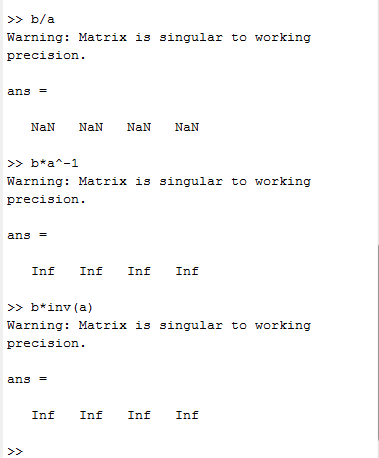 >> b/a
Warning: Matrix is singular to working
precision.
ans =
NaN NaN NaN NaN
>> b*a^-1
Warning: Matrix is singular to working
precision.
ans =
Inf Inf Inf Inf
>> b*inv(a)
Warning: Matrix is singular to working
precision.
ans =
Inf Inf Inf Inf
>>